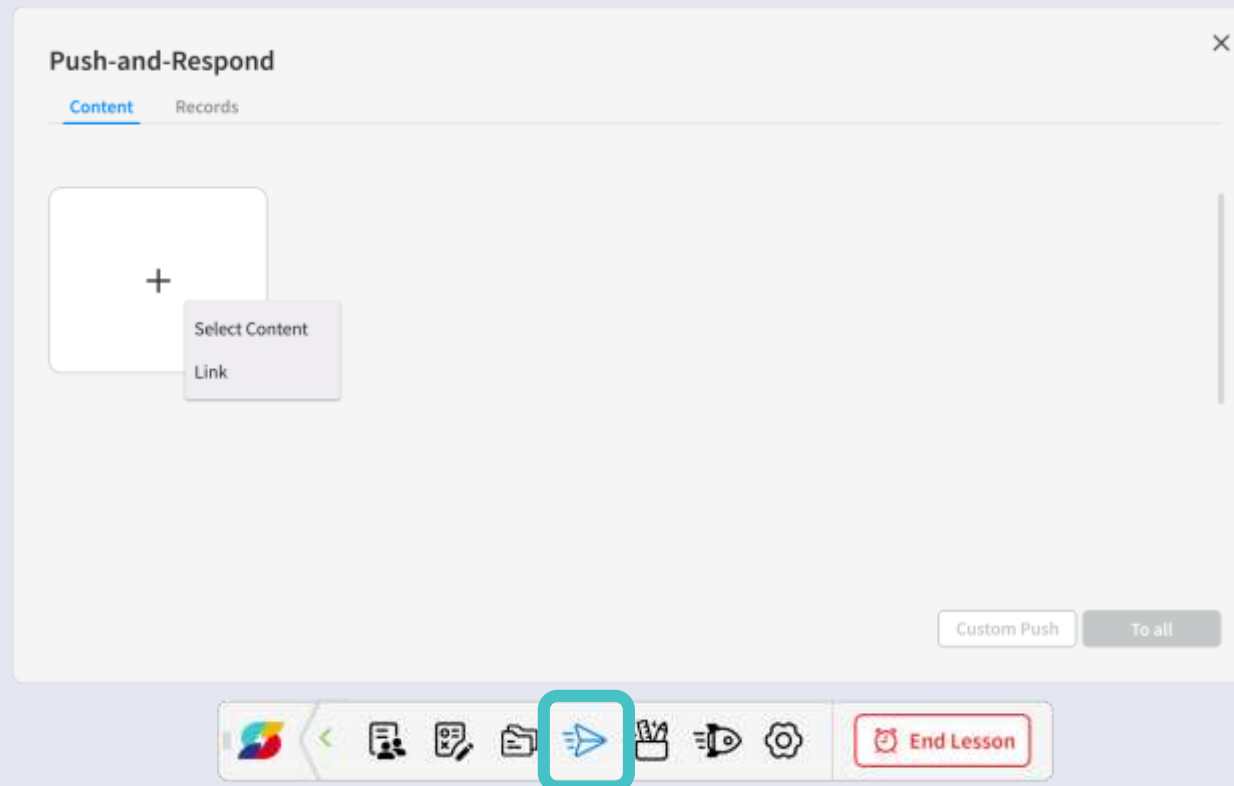 Push-and-Respond
Content Records
+
Select Content
Link
Custom Push To all
End Lesson